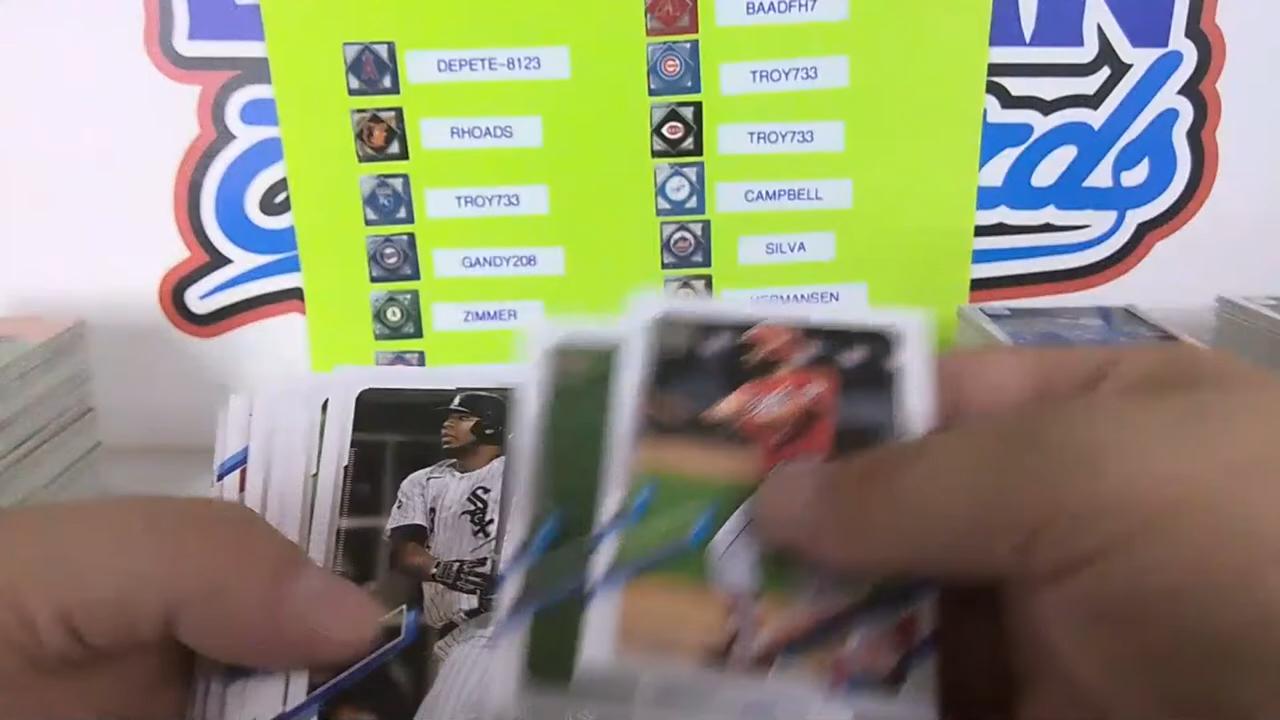 DEPETE-8123
RHOADS
TROY733
GANDY208
ZIMMER
BAADFH7
TROY733
TROY733
CAMPBELL
SILVA
HERMANSEN